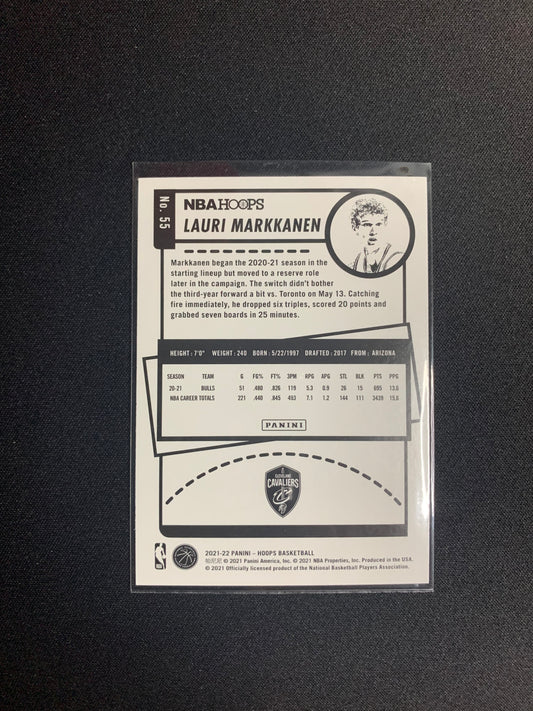 No. 55
NBA HOOPS
LAURI MARKKANEN
Markkanen began the 2020-21 season in the
starting lineup but moved to a reserve role
later in the campaign. The switch didn't bother
the third-year forward a bit vs. Toronto on May 13. Catching
fire immediately, he dropped six triples, scored 20 points and
grabbed seven boards in 25 minutes.
HEIGHT: 7'0" WEIGHT: 240 BORN: 5/22/1997 DRAFTED: 2017 FROM: ARIZONA
SEASON TEAM G FG% FT% 3PM RPG APG STL BLK PTS PPG
20-21 BULLS 51 .480 .826 119 5.3 0.9 26 15 695 13.6
NBA CAREER TOTALS 221 .440 .845 493 7.1 1.2 144 111 3439 15.6
PANINI
CLEVELAND
CAVALIERS
2021-22 PANINI - HOOPS BASKETBALL
帕尼尼 © 2021 Panini America, Inc. © 2021 NBA Properties, Inc. Produced in the USA.
© 2021 Officially licensed product of the National Basketball Players Association.